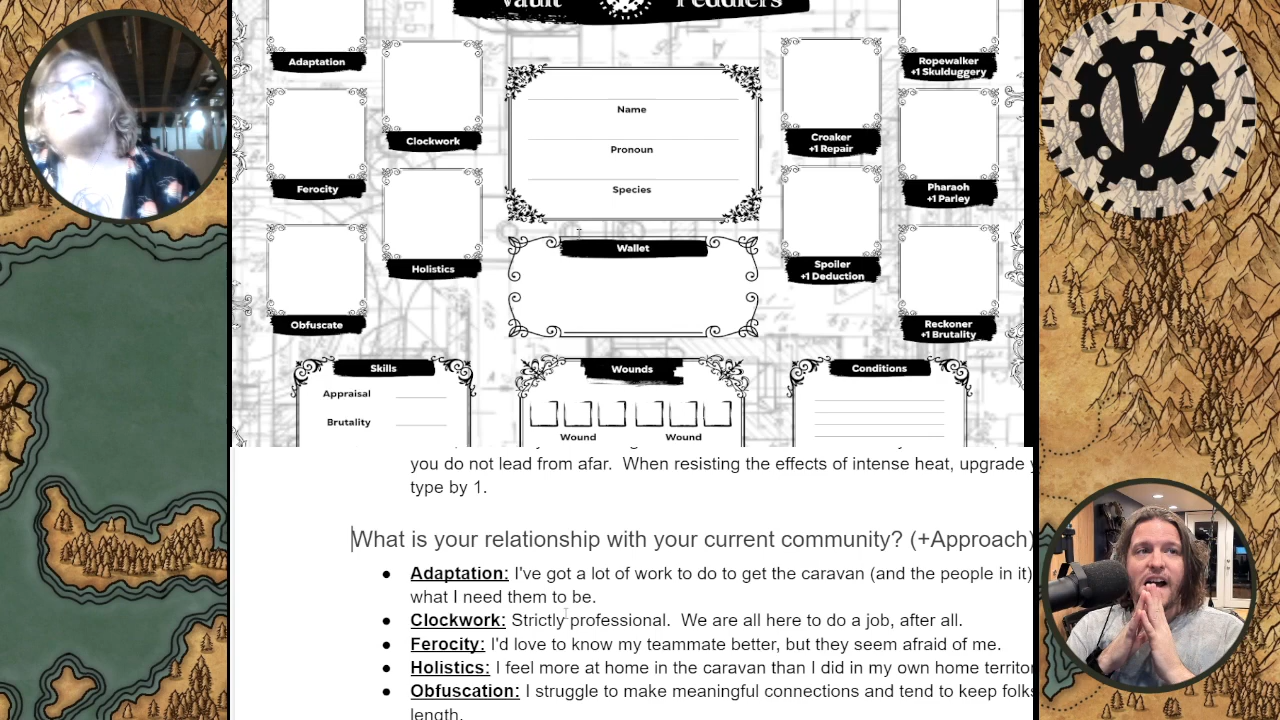 Vault Peddlers
Adaptation
Clockwork
Ferocity
Holistics
Obfuscate
Name
Pronoun
Species
Wallet
Ropewalker
+1 Skulduggery
Croaker
+1 Repair
Pharaoh
+1 Parley
Spoiler
+1 Deduction
Reckoner
+1 Brutality
Skills
Appraisal
Brutality
Wounds
Wound
Wound
Conditions
V
you do not lead from afar. When resisting the effects of intense heat, upgrade
type by 1.
What is your relationship with your current community? (+Approach)
● Adaptation: I've got a lot of work to do to get the caravan (and the people in it)
what I need them to be.
● Clockwork: Strictly professional. We are all here to do a job, after all.
● Ferocity: I'd love to know my teammate better, but they seem afraid of me.
● Holistics: I feel more at home in the caravan than I did in my own home territor
● Obfuscation: I struggle to make meaningful connections and tend to keep folks
length.